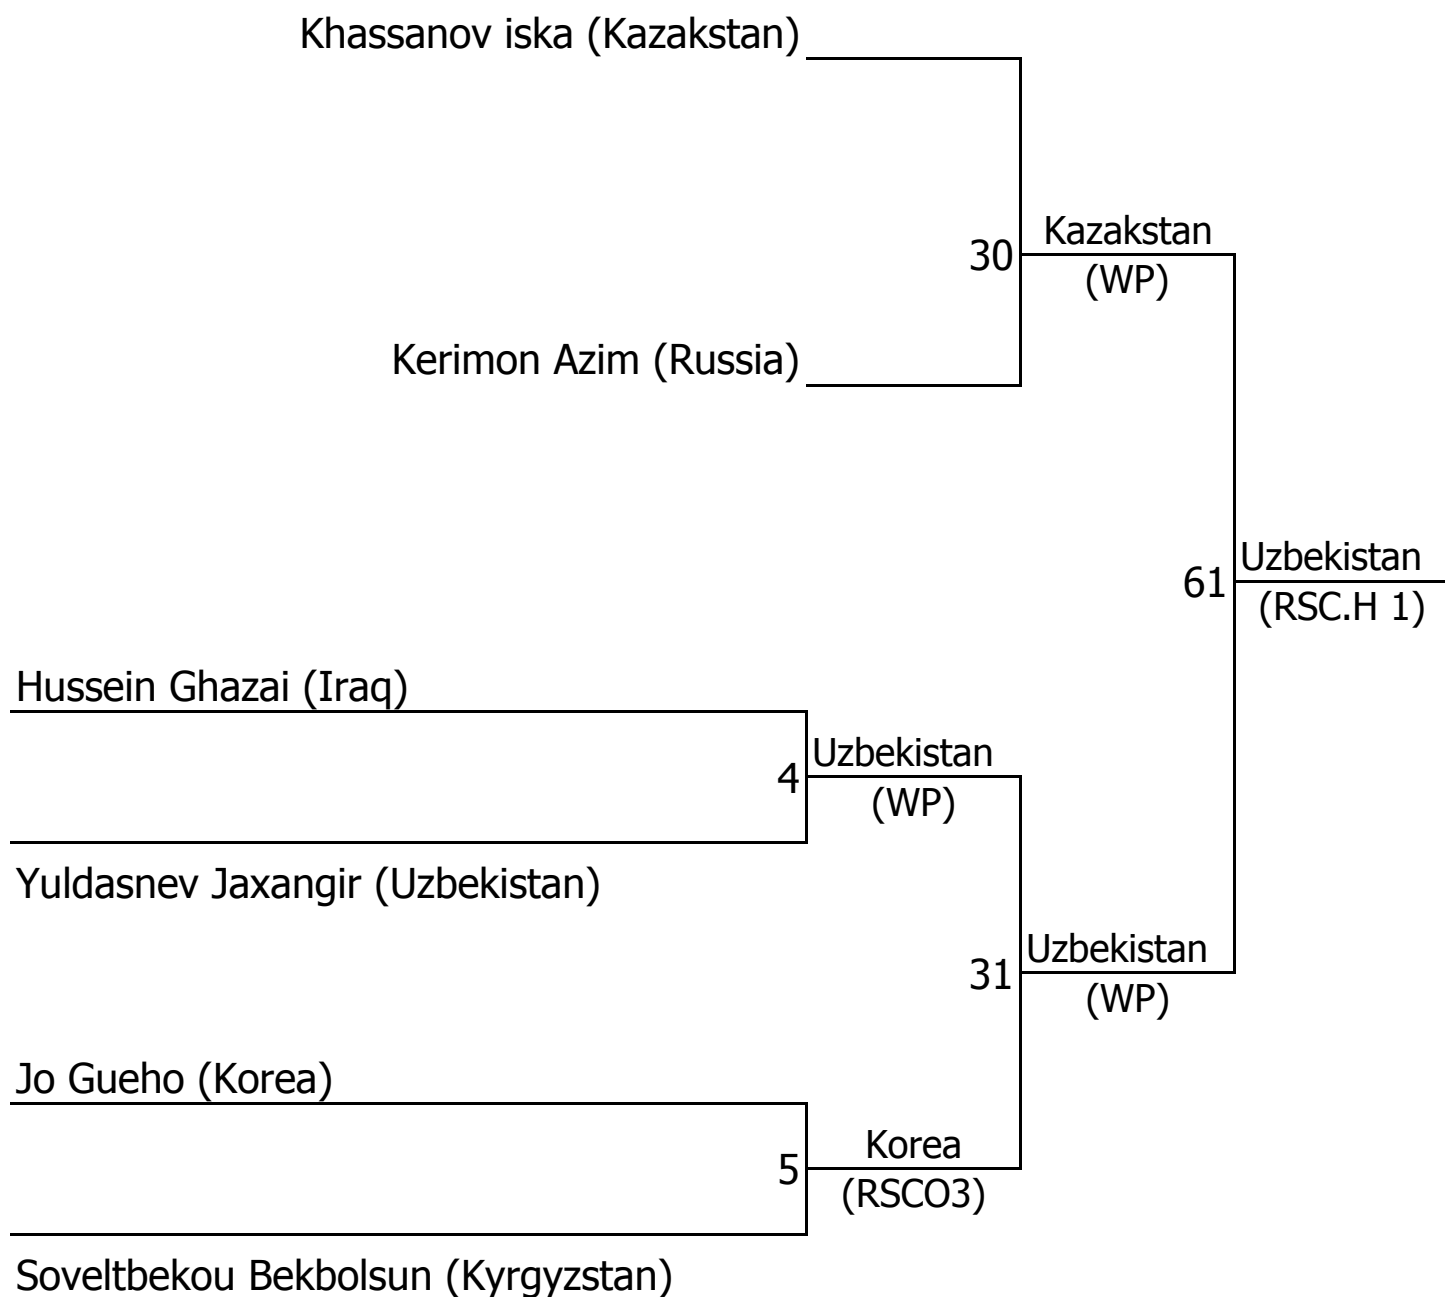 Khassanov iska (Kazakstan)
30
Kazakstan
(WP)
Kerimon Azim (Russia)
61
Uzbekistan
(RSC.H 1)
Hussein Ghazai (Iraq)
4
Uzbekistan
(WP)
Yuldasnev Jaxangir (Uzbekistan)
31
Uzbekistan
(WP)
Jo Gueho (Korea)
5
Korea
(RSCO3)
Soveltbekou Bekbolsun (Kyrgyzstan)